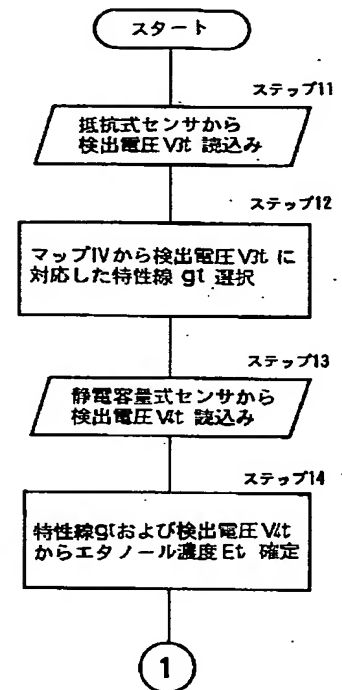 スタート
ステップ11
抵抗式センサから
検出電圧V3t 読込み
ステップ12
マップIVから検出電圧V3t に
対応した特性線 gt 選択
ステップ13
静電容量式センサから
検出電圧V4t 読込み
ステップ14
特性線gtおよび検出電圧V4t
からエタノール濃度Et 確定
1